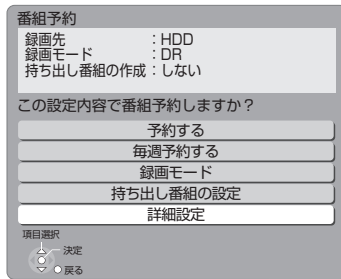 番組予約
録画先　　　　　：HDD
録画モード　　　：DR
持ち出し番組の作成：しない
この設定内容で番組予約しますか？
予約する
毎週予約する
録画モード
持ち出し番組の設定
詳細設定
項目選択
決定
戻る